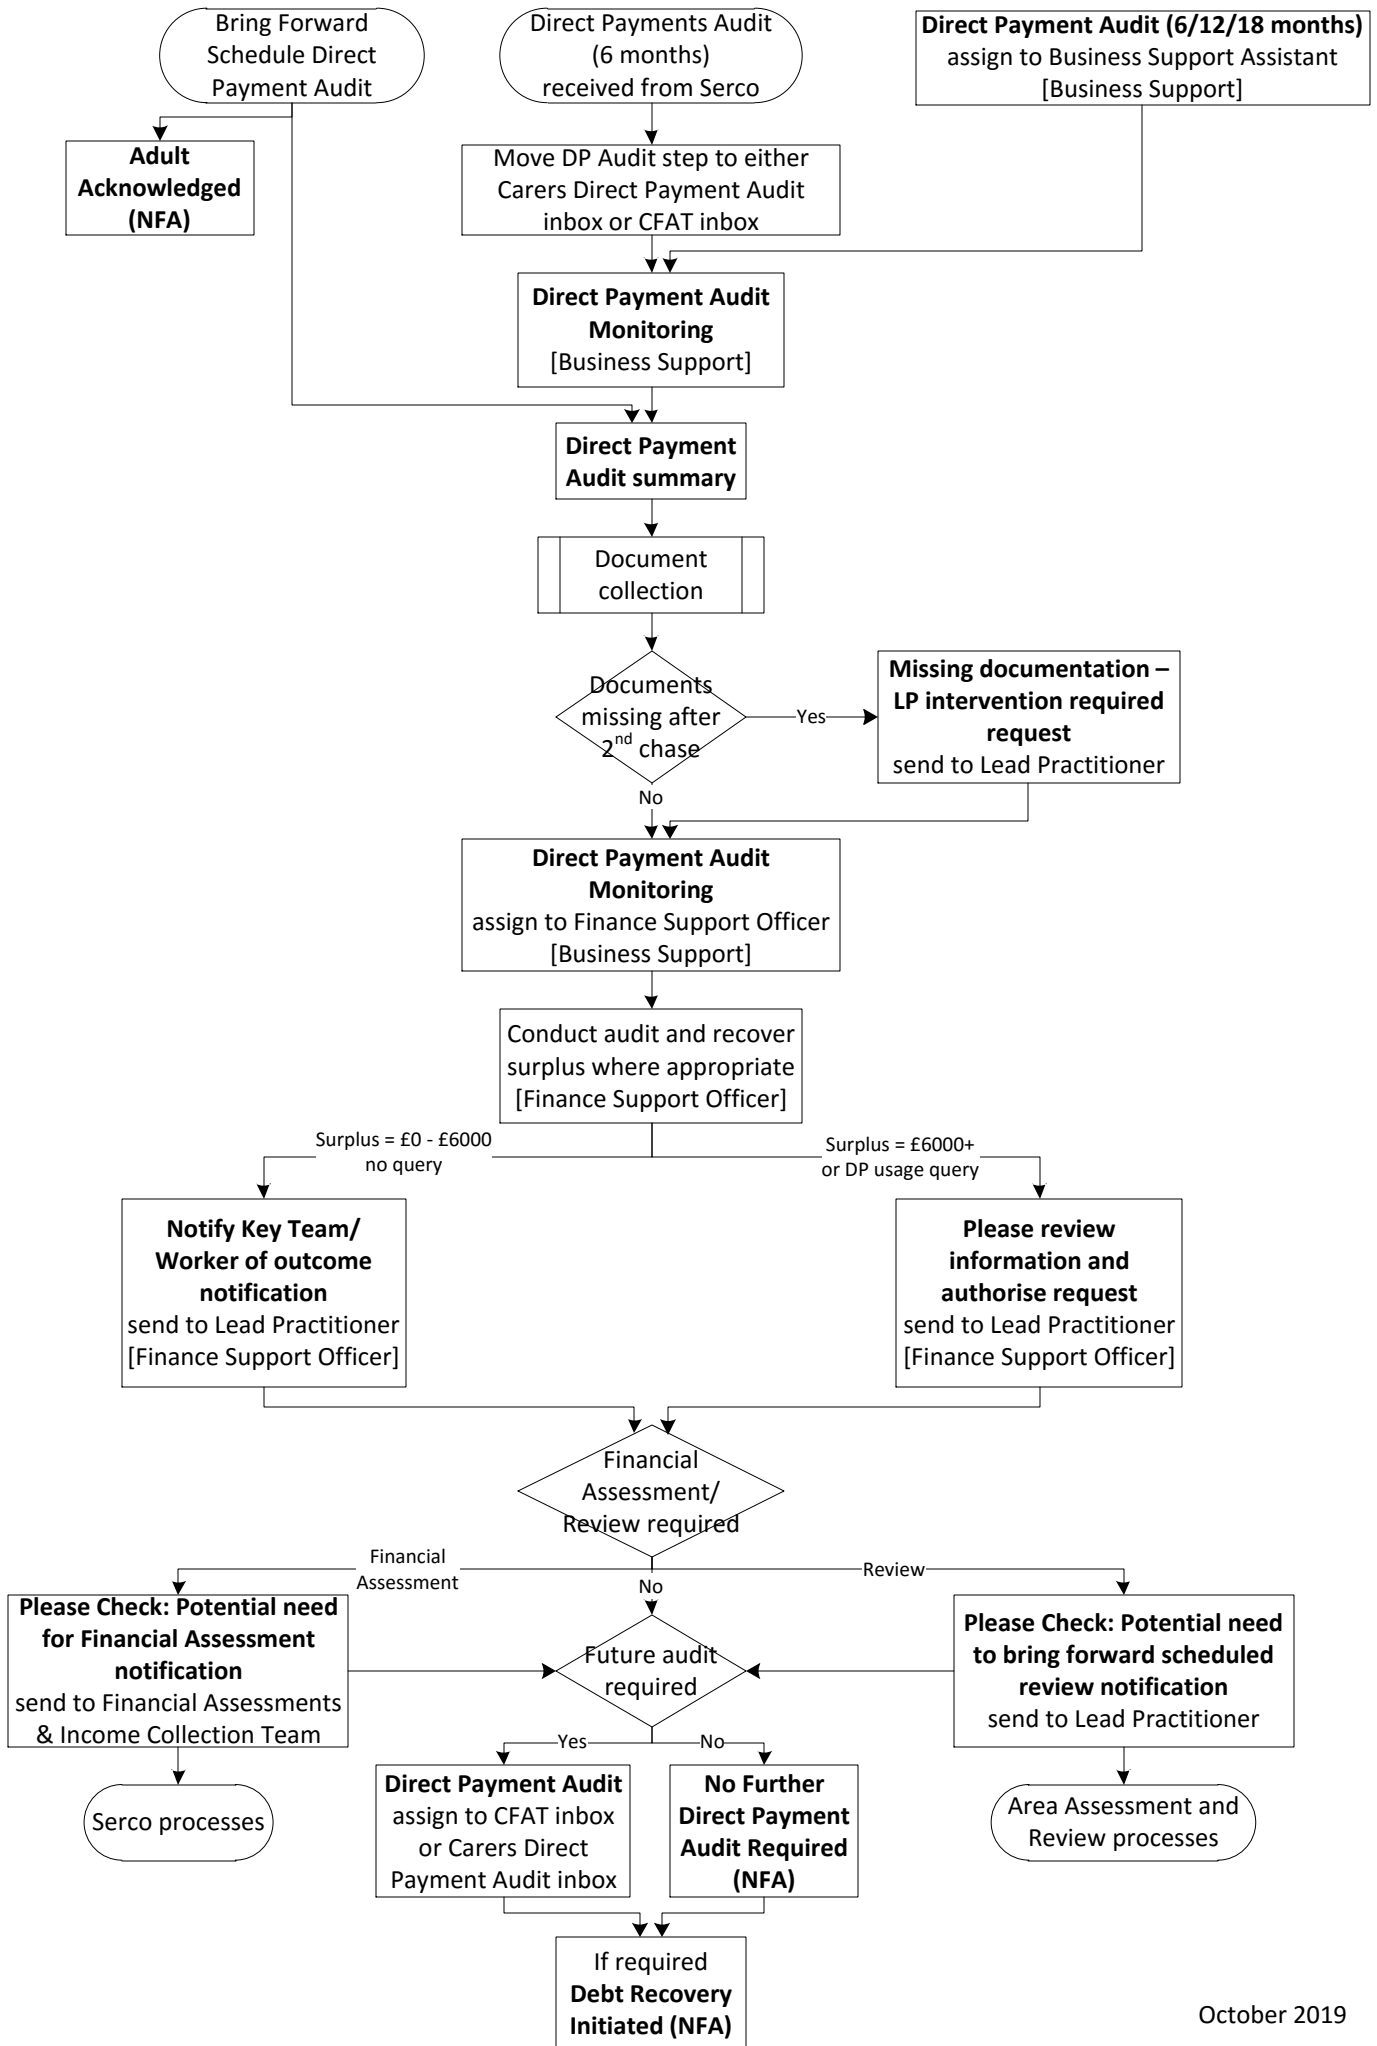 Bring Forward
Schedule Direct
Payment Audit
Direct Payments Audit
(6 months)
received from Serco
Direct Payment Audit (6/12/18 months)
assign to Business Support Assistant
[Business Support]
Adult
Acknowledged
(NFA)
Move DP Audit step to either
Carers Direct Payment Audit
inbox or CFAT inbox
Direct Payment Audit
Monitoring
[Business Support]
Direct Payment
Audit summary
Document
collection
Documents
missing after
2nd chase
Yes
Missing documentation –
LP intervention required
request
send to Lead Practitioner
No
Direct Payment Audit
Monitoring
assign to Finance Support Officer
[Business Support]
Conduct audit and recover
surplus where appropriate
[Finance Support Officer]
Surplus = £0 - £6000
no query
Surplus = £6000+
or DP usage query
Notify Key Team/
Worker of outcome
notification
send to Lead Practitioner
[Finance Support Officer]
Please review
information and
authorise request
send to Lead Practitioner
[Finance Support Officer]
Financial
Assessment/
Review required
Financial
Assessment
No
Review
Please Check: Potential need
for Financial Assessment
notification
send to Financial Assessments
& Income Collection Team
Future audit
required
Please Check: Potential need
to bring forward scheduled
review notification
send to Lead Practitioner
Yes
No
Serco processes
Direct Payment Audit
assign to CFAT inbox
or Carers Direct
Payment Audit inbox
No Further
Direct Payment
Audit Required
(NFA)
Area Assessment and
Review processes
If required
Debt Recovery
Initiated (NFA)
October 2019